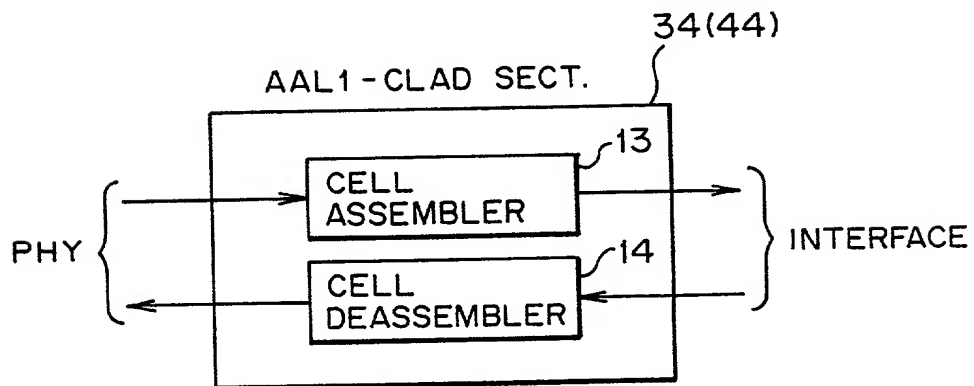 34(44)
AAL1-CLAD SECT.
13
CELL
ASSEMBLER
PHY
INTERFACE
14
CELL
DEASSEMBLER